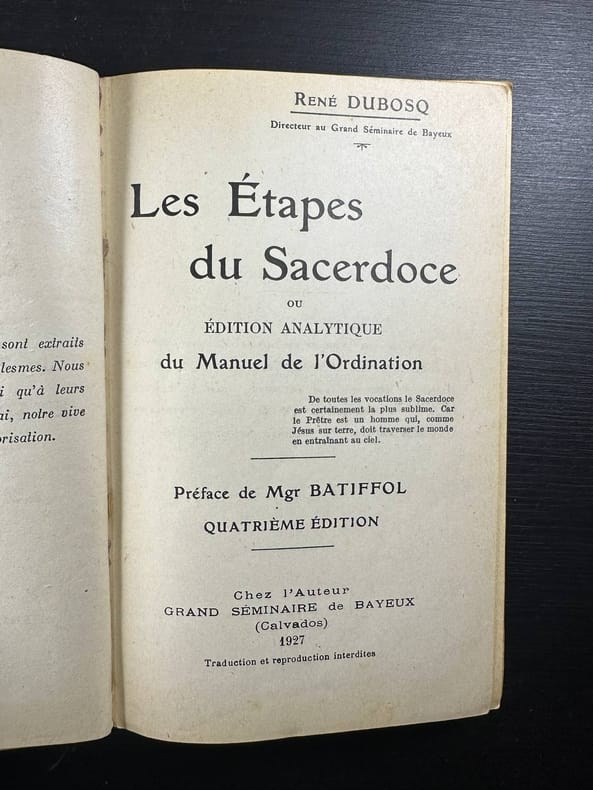 sont extraits
lesmes. Nous
i qu'à leurs
ai, notre vive
orisation.
RENÉ DUBOSQ
Directeur au Grand Séminaire de Bayeux
Les Étapes
du Sacerdoce
OU
ÉDITION ANALYTIQUE
du Manuel de l'Ordination
De toutes les vocations le Sacerdoce
est certainement la plus sublime. Car
le Prêtre est un homme qui, comme
Jésus sur terre, doit traverser le monde
en entraînant au ciel.
Préface de Mgr BATIFFOL
QUATRIÈME ÉDITION
Chez l'Auteur
GRAND SÉMINAIRE de BAYEUX
(Calvados)
1927
Traduction et reproduction interdites